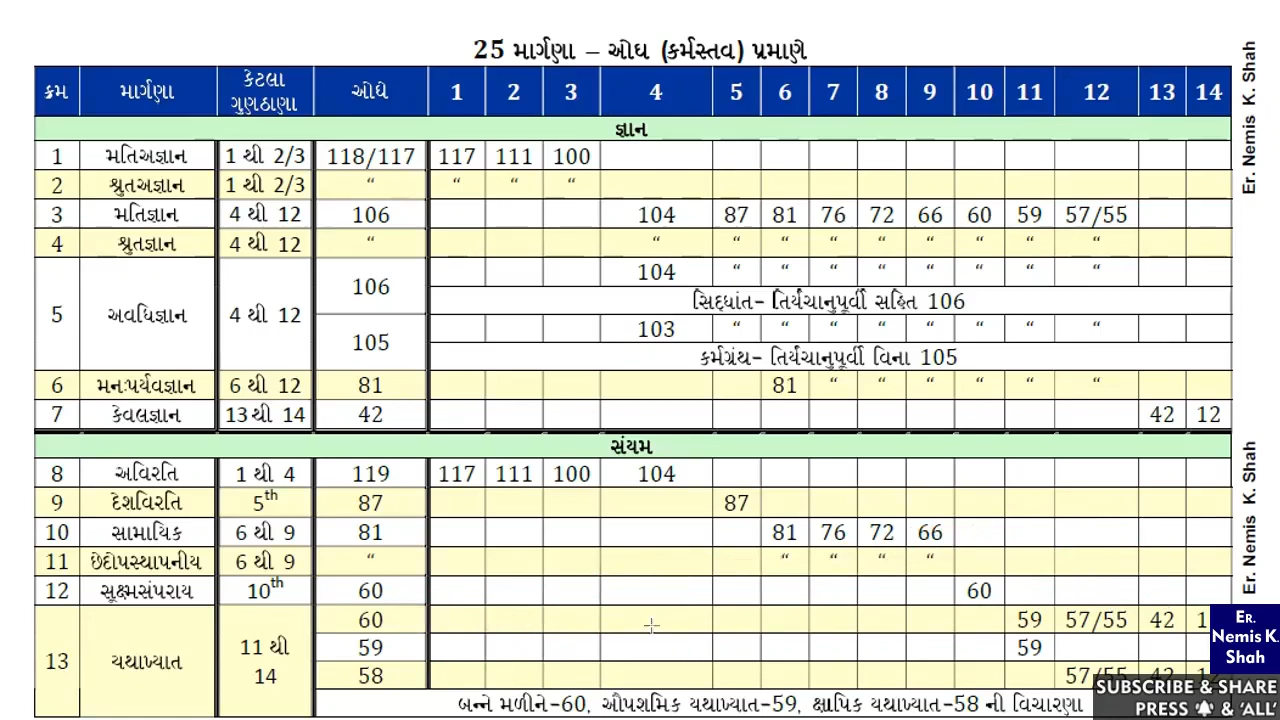 25 માર્ગણા – ઓઘ (કર્મસ્તવ) પ્રમાણે
ક્રમ માર્ગણા કેટલા ગુણઠાણા ઓઘે 1 2 3 4 5 6 7 8 9 10 11 12 13 14
જ્ઞાન
1 મતિઅજ્ઞાન 1 થી 2/3 118/117 117 111 100
2 શ્રુતઅજ્ઞાન 1 થી 2/3 “ “ “ “
3 મતિજ્ઞાન 4 થી 12 106 104 87 81 76 72 66 60 59 57/55
4 શ્રુતજ્ઞાન 4 થી 12 “ “ “ “ “ “ “ “ “ “
5 અવધિજ્ઞાન 4 થી 12 106 104 “ “ “ “ “ “ “ “
સિદ્ધાંત– તિર્યંચાનુપૂર્વી સહિત 106
105 103 “ “ “ “ “ “ “ “
કર્મગ્રંથ– તિર્યંચાનુપૂર્વી વિના 105
6 મનઃપર્યવજ્ઞાન 6 થી 12 81 81 “ “ “ “ “ “
7 કેવલજ્ઞાન 13 થી 14 42 42 12
સંયમ
8 અવિરતિ 1 થી 4 119 117 111 100 104
9 દેશવિરતિ 5th 87 87
10 સામાયિક 6 થી 9 81 81 76 72 66
11 છેદોપસ્થાપનીય 6 થી 9 “ “ “ “ “
12 સૂક્ષ્મસંપરાય 10th 60 60
13 યથાખ્યાત 11 થી 14 60 59 57/55 42
59 59
58
બન્ને મળીને–60, ઔપશમિક યથાખ્યાત–59, ક્ષાપિક યથાખ્યાત–58 ની વિચારણા
Er. Nemis K. Shah
Er. Nemis K. Shah
ER.
Nemis K.
Shah
SUBSCRIBE & SHARE
PRESS & ‘ALL’